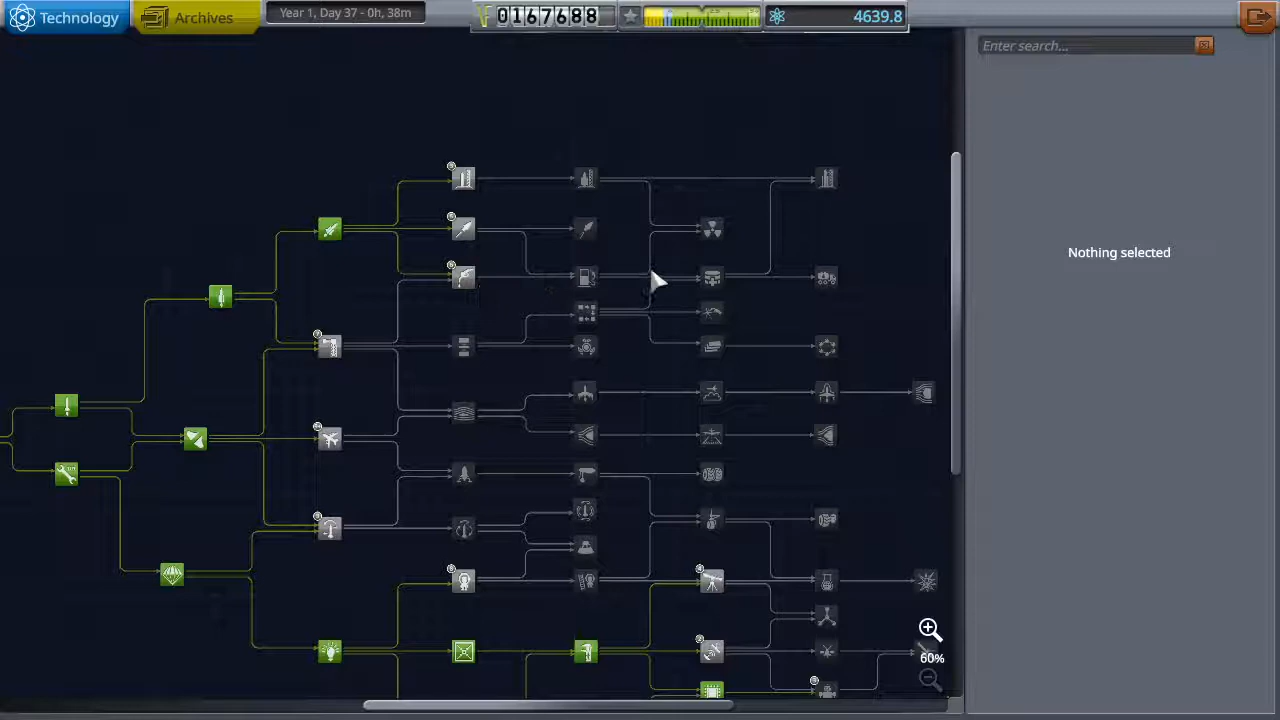 Technology
Archives
Year 1, Day 37 - 0h, 38m
0167688
4639.8
Enter search...
Nothing selected
60%